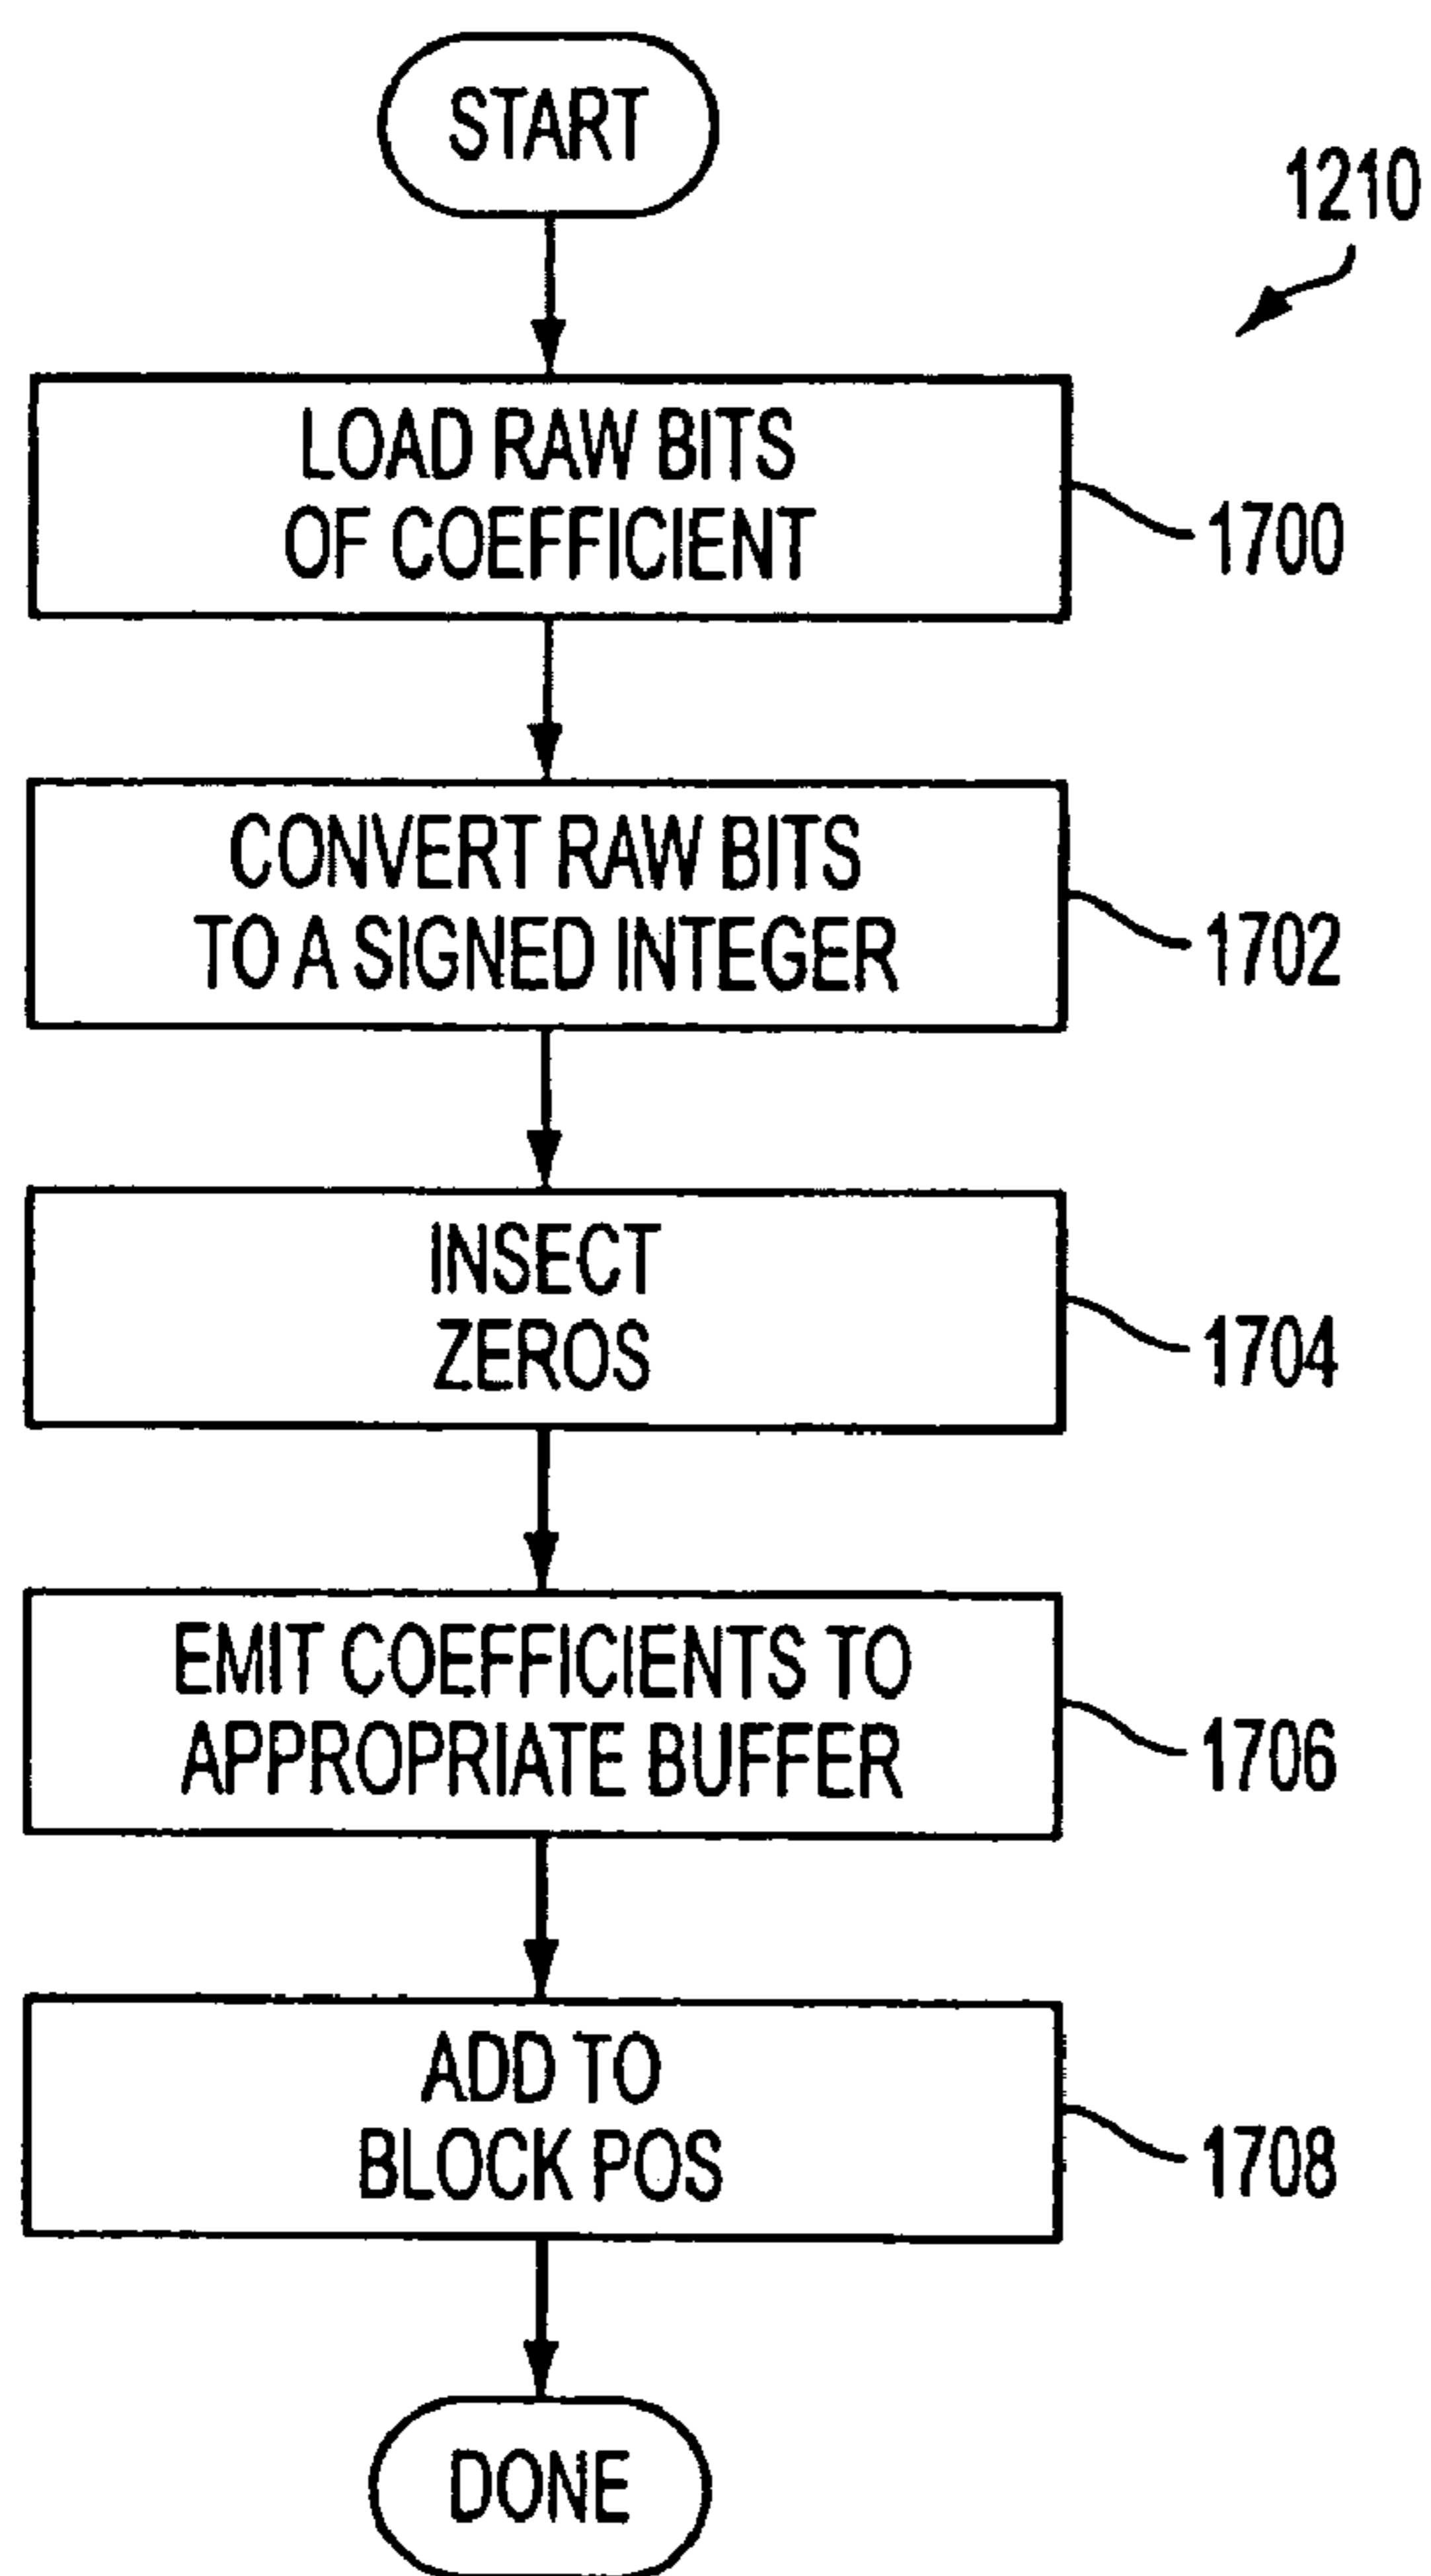 START
1210
LOAD RAW BITS
OF COEFFICIENT
1700
CONVERT RAW BITS
TO A SIGNED INTEGER
1702
INSECT
ZEROS
1704
EMIT COEFFICIENTS TO
APPROPRIATE BUFFER
1706
ADD TO
BLOCK POS
1708
DONE